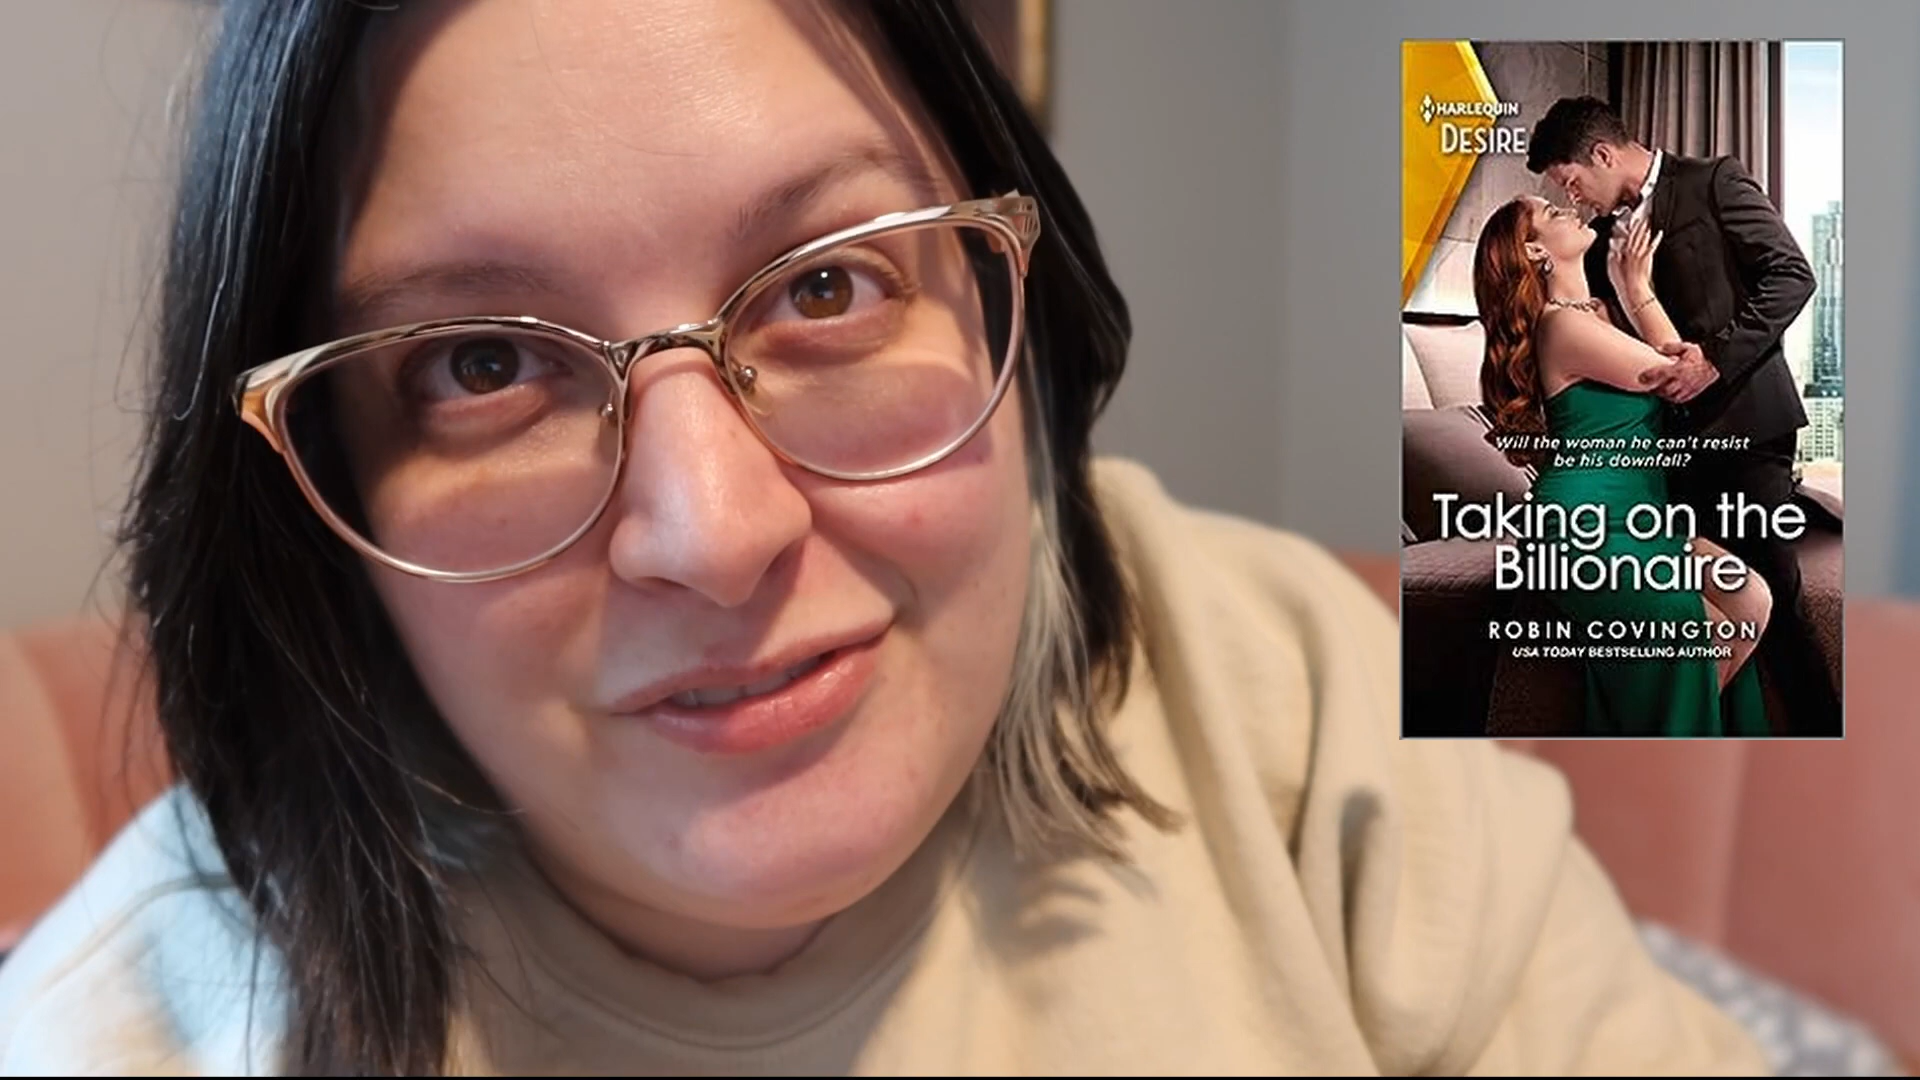 HARLEQUIN
DESIRE
Will the woman he can't resist
be his downfall?
Taking on the
Billionaire
ROBIN COVINGTON
USA TODAY BESTSELLING AUTHOR